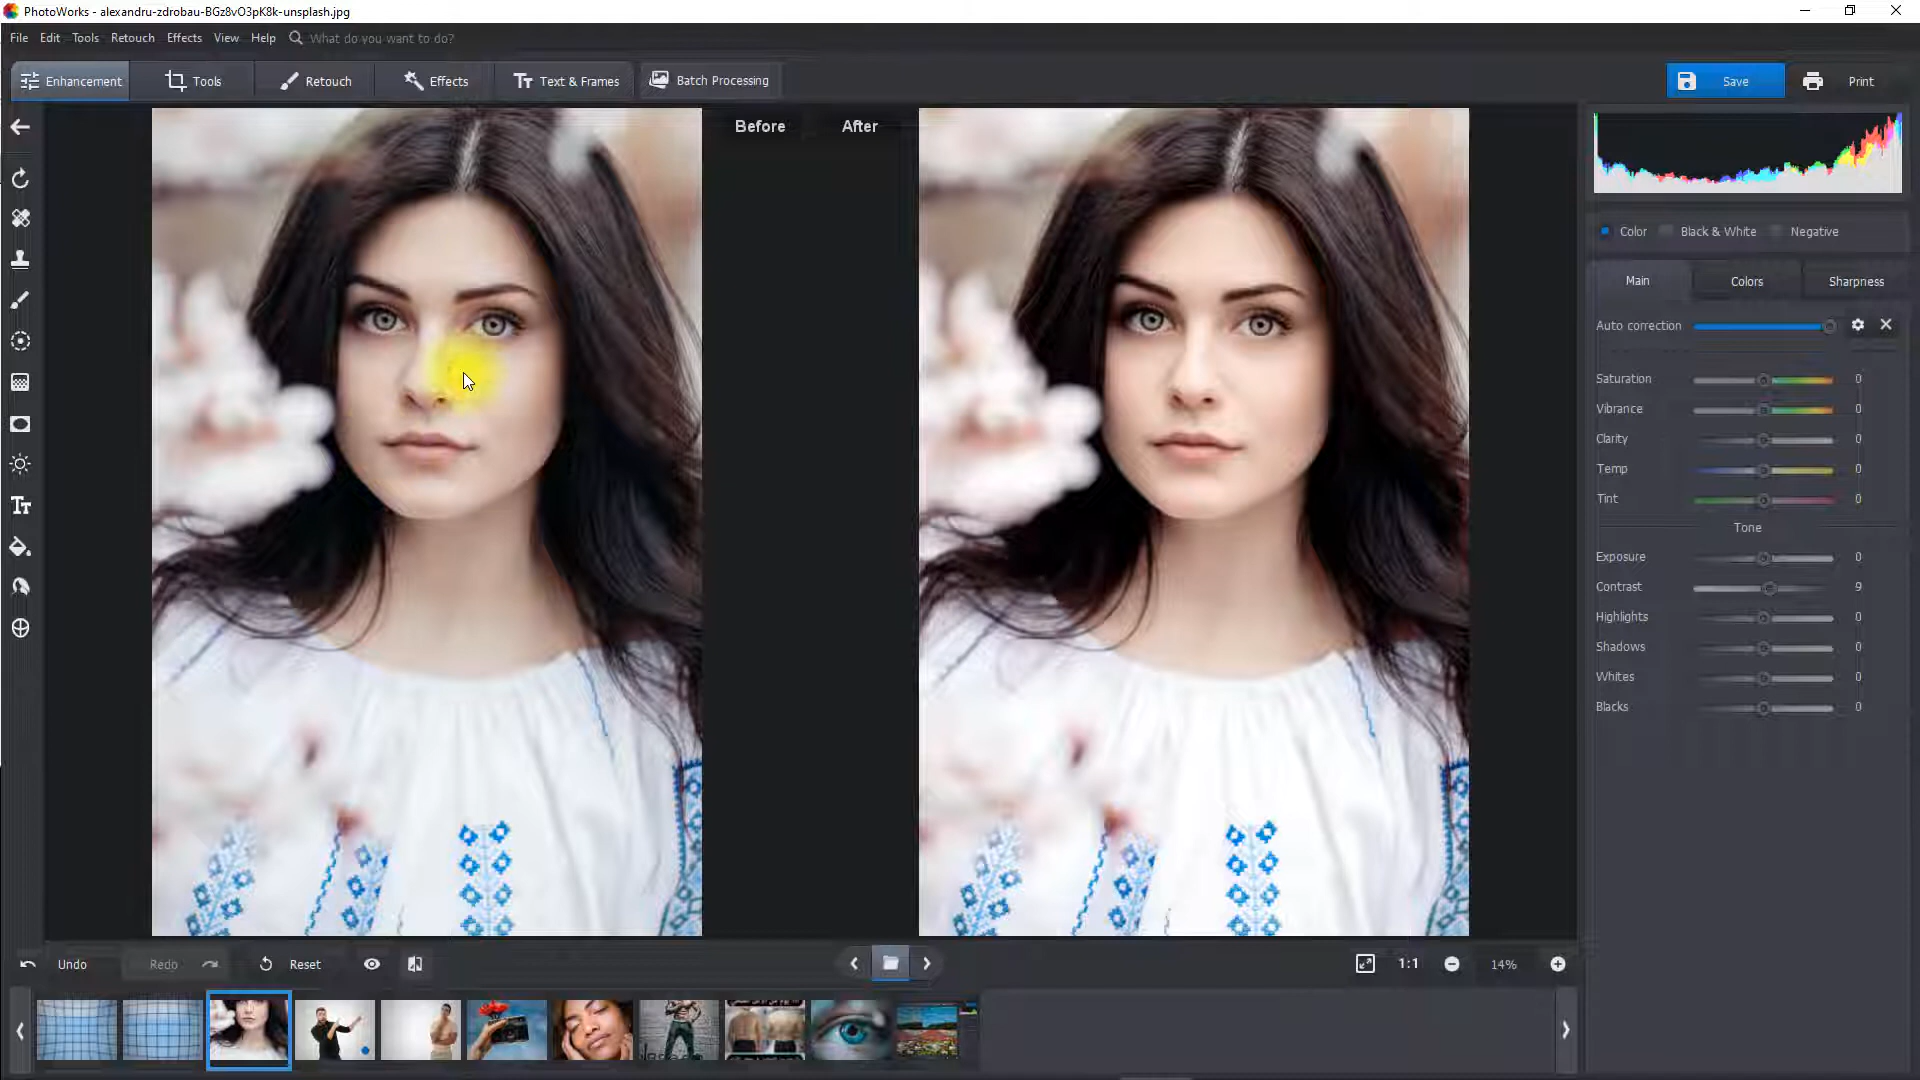 PhotoWorks - alexandru-zdrobau-BGz8vO3pK8k-unsplash.jpg
File Edit Tools Retouch Effects View Help What do you want to do?
Enhancement Tools Retouch Effects Text & Frames Batch Processing Save Print
Before After
Color Black & White Negative
Main Colors Sharpness
Auto correction
Saturation 0
Vibrance 0
Clarity 0
Temp 0
Tint 0
Tone
Exposure 0
Contrast 9
Highlights 0
Shadows 0
Whites 0
Blacks 0
Undo Redo Reset 1:1 14%